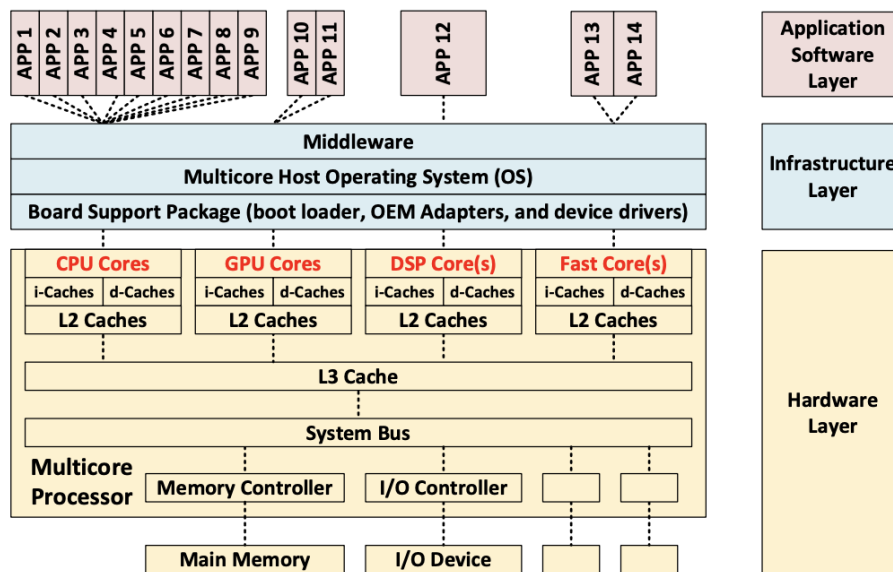 APP 1
APP 2
APP 3
APP 4
APP 5
APP 6
APP 7
APP 8
APP 9
APP 10
APP 11
APP 12
APP 13
APP 14
Application
Software
Layer
Middleware
Multicore Host Operating System (OS)
Board Support Package (boot loader, OEM Adapters, and device drivers)
Infrastructure
Layer
CPU Cores
i-Caches
d-Caches
L2 Caches
GPU Cores
i-Caches
d-Caches
L2 Caches
DSP Core(s)
i-Caches
d-Caches
L2 Caches
Fast Core(s)
i-Caches
d-Caches
L2 Caches
L3 Cache
System Bus
Multicore
Processor
Memory Controller
I/O Controller
Main Memory
I/O Device
Hardware
Layer